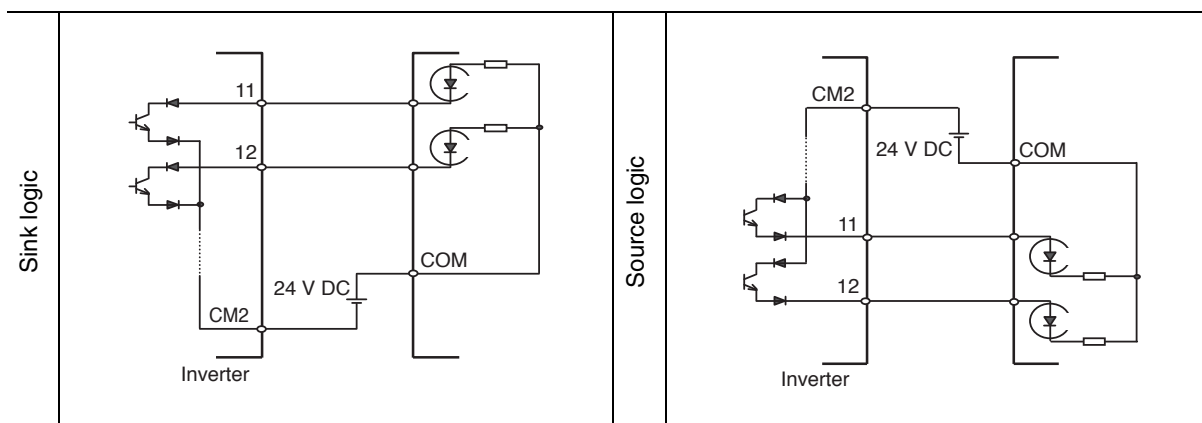 Sink logic
11
12
COM
24 V DC
CM2
Inverter
Source logic
CM2
24 V DC
COM
11
12
Inverter